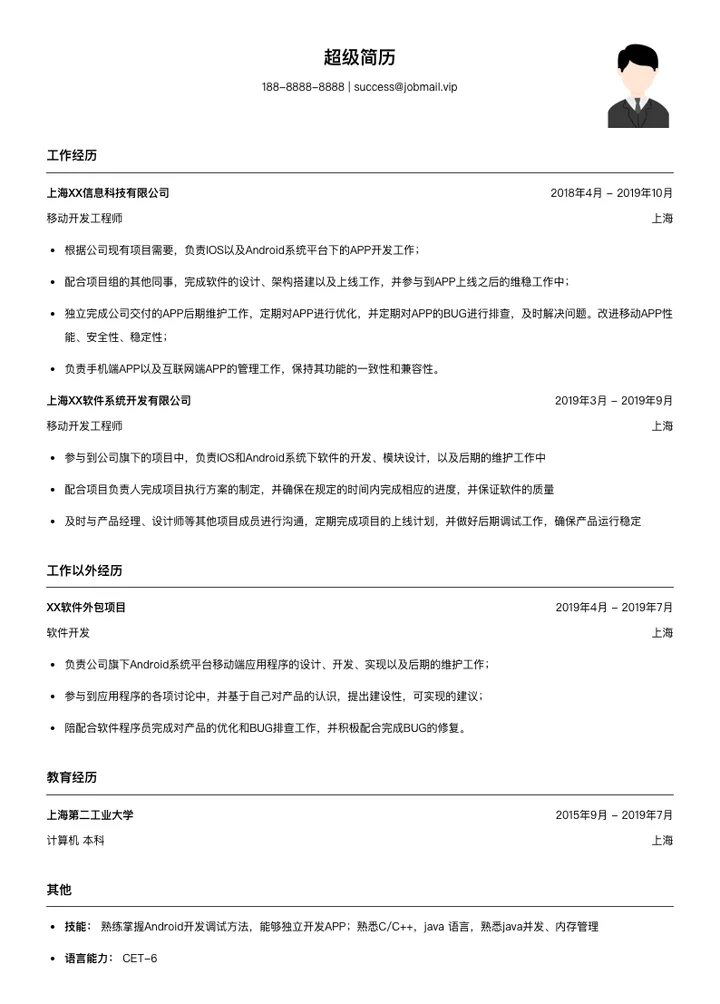 超级简历
188-8888-8888 | success@jobmail.vip
工作经历
上海XX信息科技有限公司 2018年4月 – 2019年10月
移动开发工程师 上海
• 根据公司现有项目需要，负责IOS以及Android系统平台下的APP开发工作；
• 配合项目组的其他同事，完成软件的设计、架构搭建以及上线工作，并参与到APP上线之后的维稳工作中；
• 独立完成公司交付的APP后期维护工作，定期对APP进行优化，并定期对APP的BUG进行排查，及时解决问题。改进移动APP性
能、安全性、稳定性；
• 负责手机端APP以及互联网端APP的管理工作，保持其功能的一致性和兼容性。
上海XX软件系统开发有限公司 2019年3月 – 2019年9月
移动开发工程师 上海
• 参与到公司旗下的项目中，负责IOS和Android系统下软件的开发、模块设计，以及后期的维护工作中
• 配合项目负责人完成项目执行方案的制定，并确保在规定的时间内完成相应的进度，并保证软件的质量
• 及时与产品经理、设计师等其他项目成员进行沟通，定期完成项目的上线计划，并做好后期调试工作，确保产品运行稳定
工作以外经历
XX软件外包项目 2019年4月 – 2019年7月
软件开发 上海
• 负责公司旗下Android系统平台移动端应用程序的设计、开发、实现以及后期的维护工作；
• 参与到应用程序的各项讨论中，并基于自己对产品的认识，提出建设性，可实现的建议；
• 陪配合软件程序员完成对产品的优化和BUG排查工作，并积极配合完成BUG的修复。
教育经历
上海第二工业大学 2015年9月 – 2019年7月
计算机 本科 上海
其他
• 技能： 熟练掌握Android开发调试方法，能够独立开发APP；熟悉C/C++，java 语言，熟悉java并发、内存管理
• 语言能力： CET-6